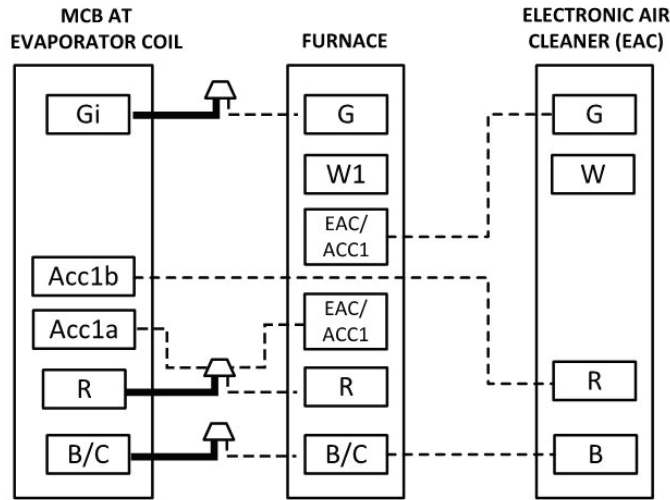 MCB AT
EVAPORATOR COIL
FURNACE
ELECTRONIC AIR
CLEANER (EAC)
Gi
Acc1b
Acc1a
R
B/C
G
W1
EAC/
ACC1
EAC/
ACC1
R
B/C
G
W
R
B